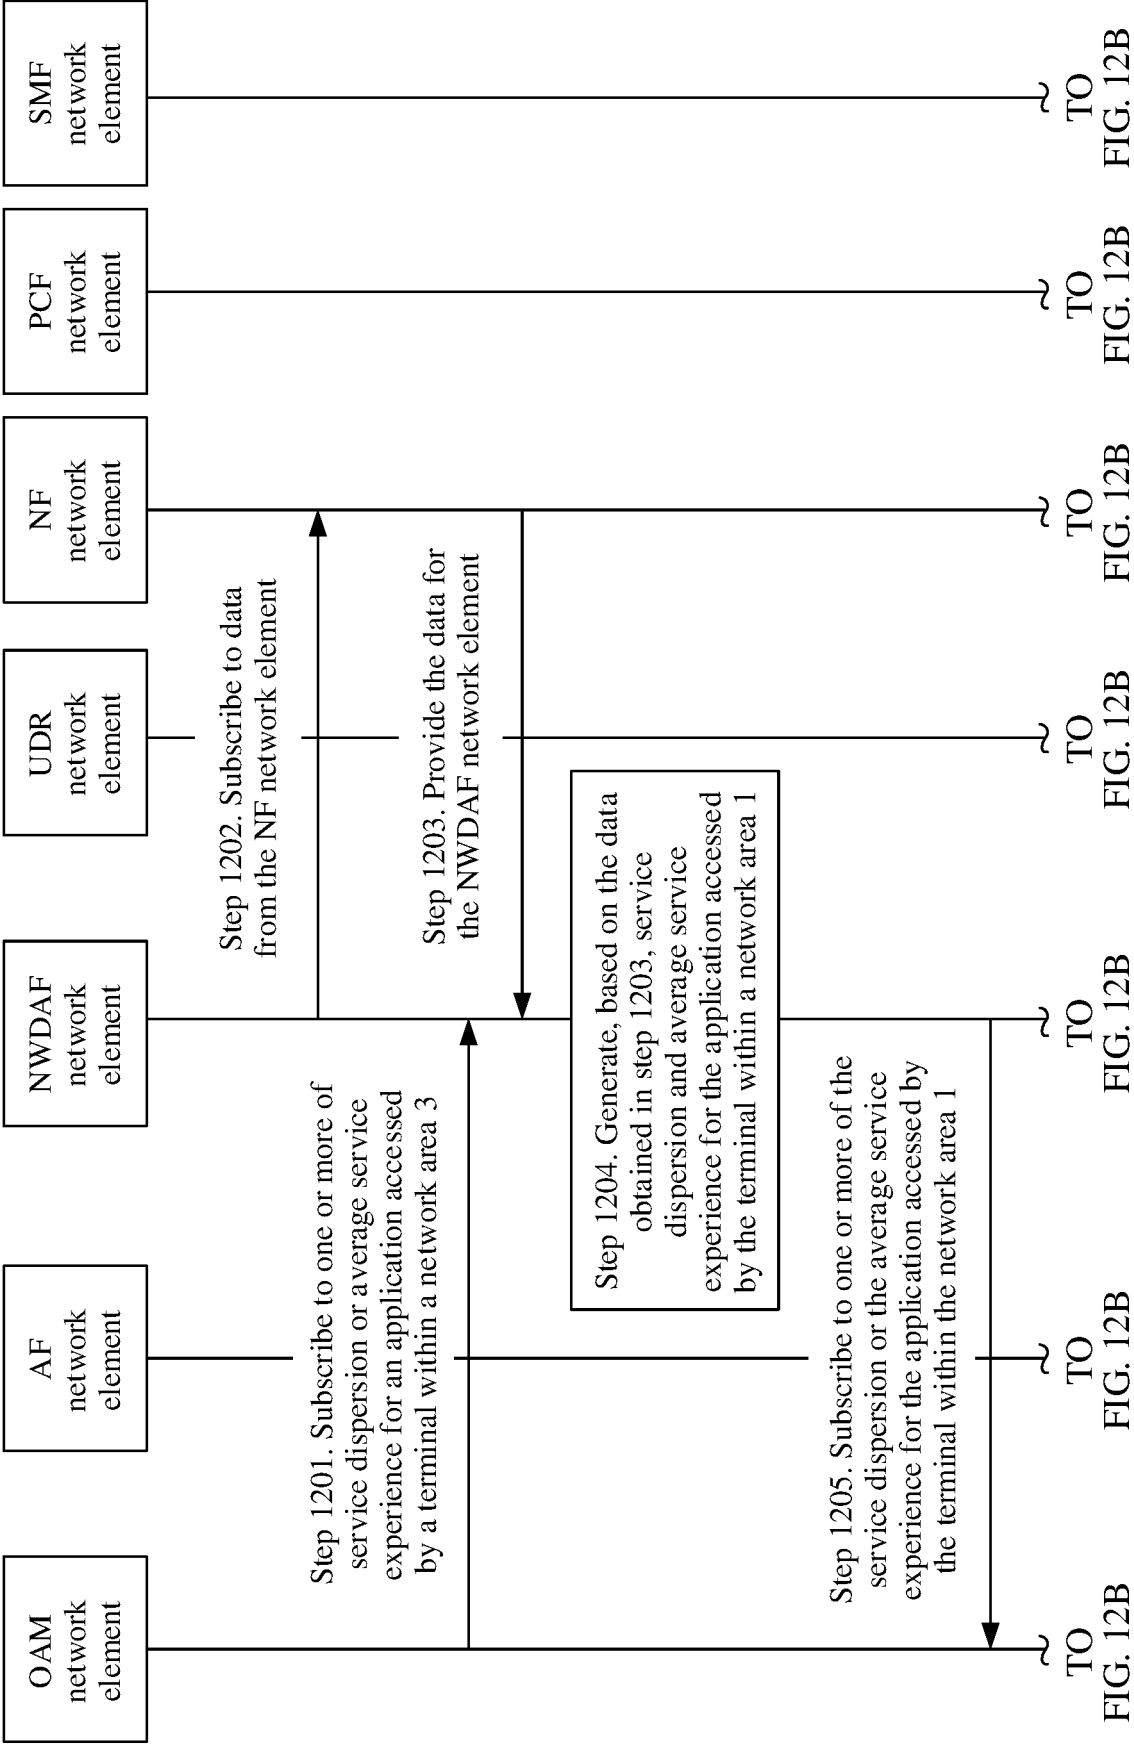 OAM
network
element
AF
network
element
NWDAF
network
element
UDR
network
element
NF
network
element
PCF
network
element
SMF
network
element
Step 1201. Subscribe to one or more of
service dispersion or average service
experience for an application accessed
by a terminal within a network area 3
Step 1202. Subscribe to data
from the NF network element
Step 1203. Provide the data for
the NWDAF network element
Step 1204. Generate, based on the data
obtained in step 1203, service
dispersion and average service
experience for the application accessed
by the terminal within a network area 1
Step 1205. Subscribe to one or more of the
service dispersion or the average service
experience for the application accessed by
the terminal within the network area 1
TO
FIG. 12B
TO
FIG. 12B
TO
FIG. 12B
TO
FIG. 12B
TO
FIG. 12B
TO
FIG. 12B
TO
FIG. 12B